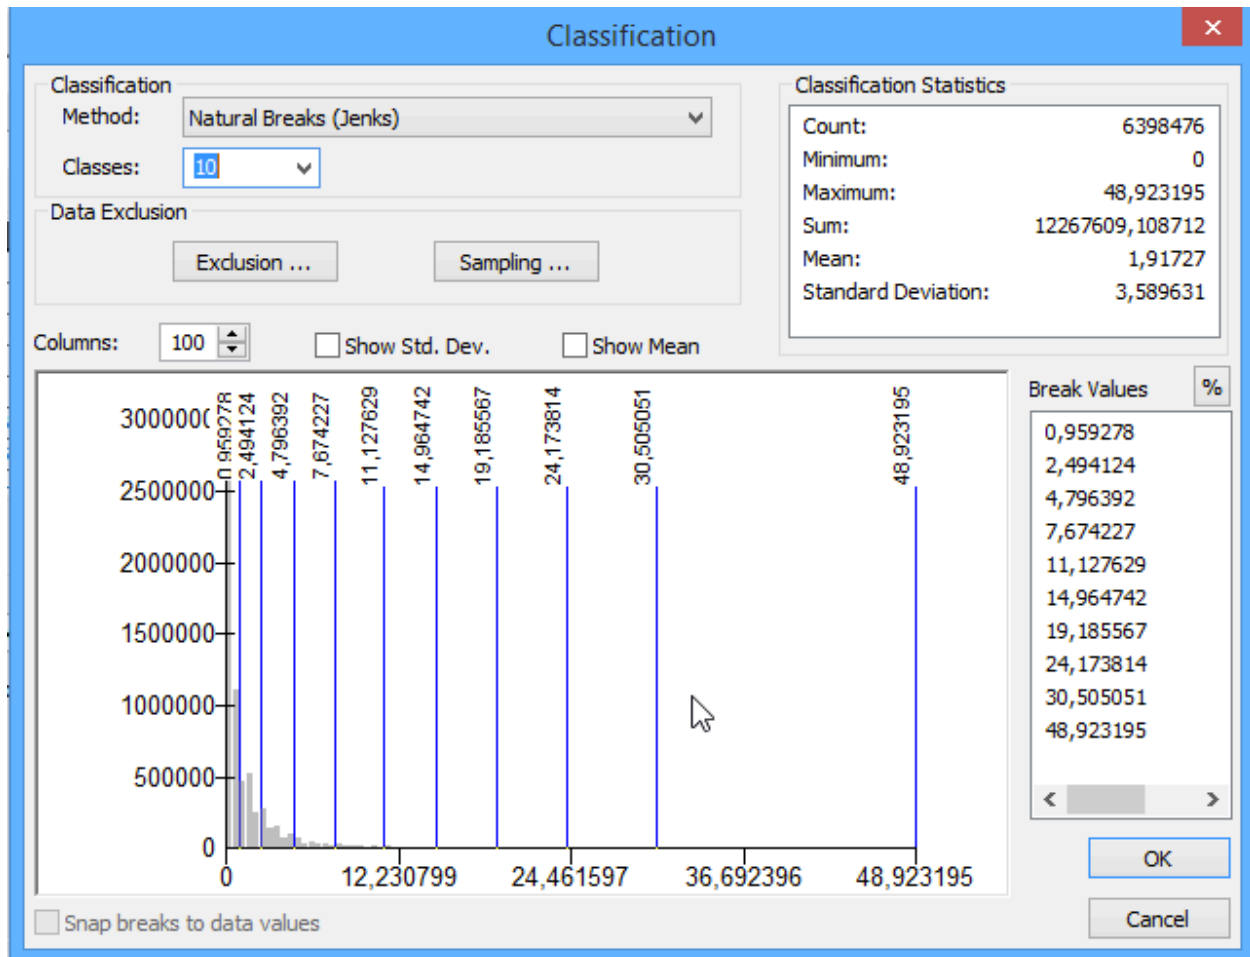 Classification
Classification
Method: Natural Breaks (Jenks)
Classes: 10
Data Exclusion
Exclusion ...
Sampling ...
Classification Statistics
Count: 6398476
Minimum: 0
Maximum: 48,923195
Sum: 12267609,108712
Mean: 1,91727
Standard Deviation: 3,589631
Columns: 100
Show Std. Dev.
Show Mean
0,959278
2,494124
4,796392
7,674227
11,127629
14,964742
19,185567
24,173814
30,505051
48,923195
2500000
2000000
1500000
1000000
500000
0
0 12,230799 24,461597 36,692396 48,923195
Snap breaks to data values
Break Values %
0,959278
2,494124
4,796392
7,674227
11,127629
14,964742
19,185567
24,173814
30,505051
48,923195
OK
Cancel